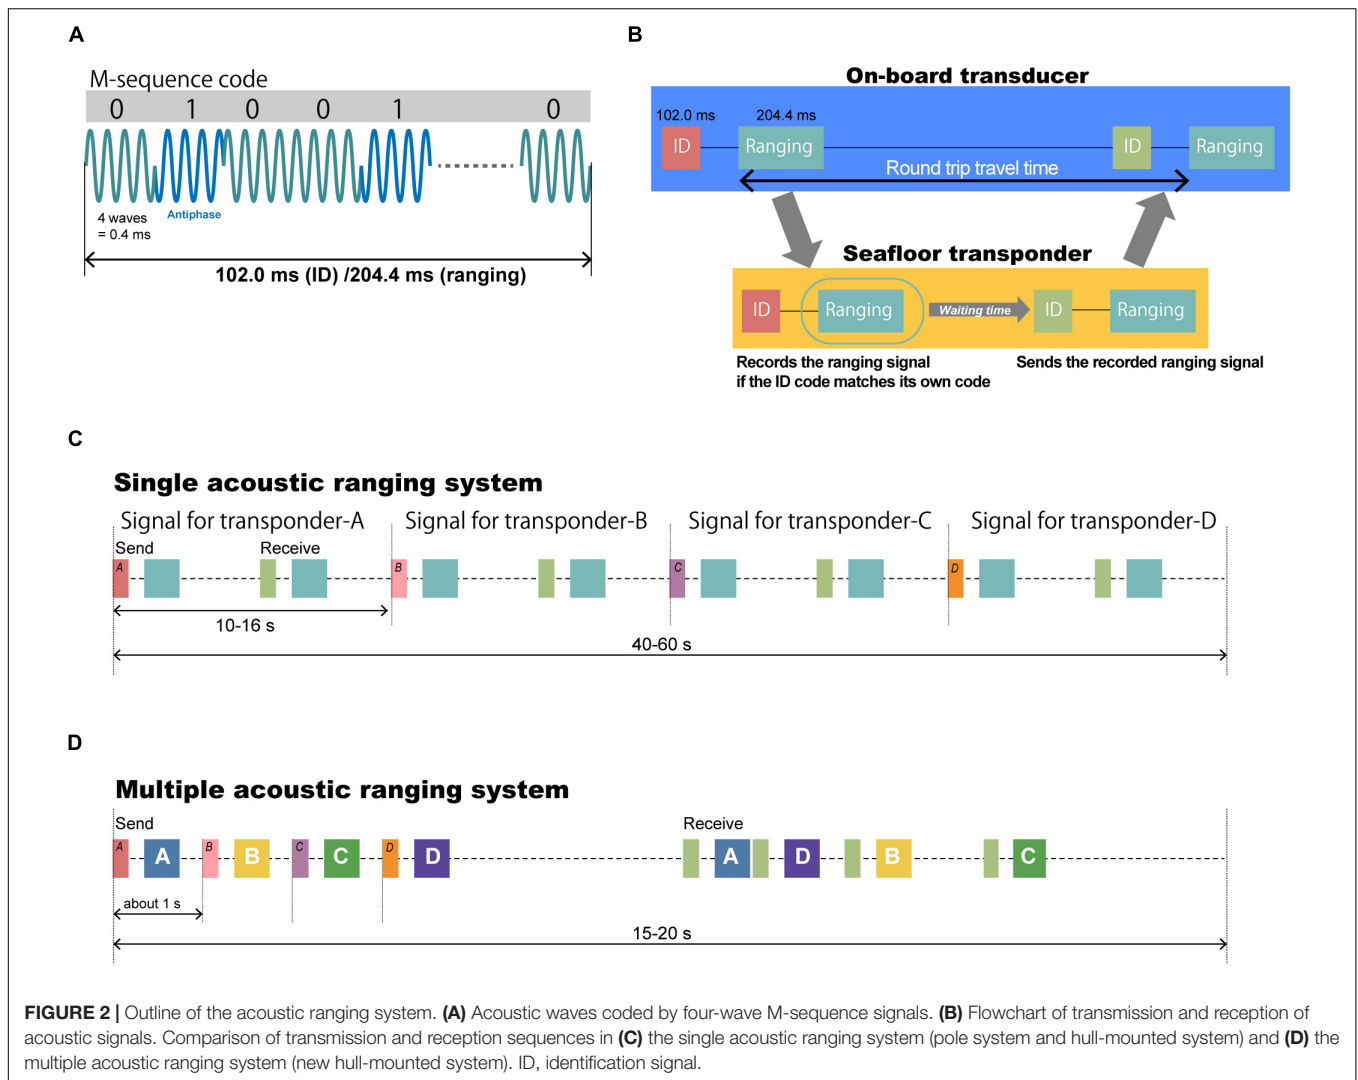 A
M-sequence code
0 1 0 0 1 0
4 waves
= 0.4 ms
Antiphase
102.0 ms (ID) /204.4 ms (ranging)
B
On-board transducer
102.0 ms 204.4 ms
ID Ranging ID Ranging
Round trip travel time
Seafloor transponder
ID Ranging Waiting time ID Ranging
Records the ranging signal
if the ID code matches its own code
Sends the recorded ranging signal
C
Single acoustic ranging system
Signal for transponder-A Signal for transponder-B Signal for transponder-C Signal for transponder-D
Send Receive
A B C D
10-16 s
40-60 s
D
Multiple acoustic ranging system
Send Receive
A A B B C C D D A D B C
about 1 s
15-20 s
FIGURE 2 | Outline of the acoustic ranging system. (A) Acoustic waves coded by four-wave M-sequence signals. (B) Flowchart of transmission and reception of
acoustic signals. Comparison of transmission and reception sequences in (C) the single acoustic ranging system (pole system and hull-mounted system) and (D) the
multiple acoustic ranging system (new hull-mounted system). ID, identification signal.